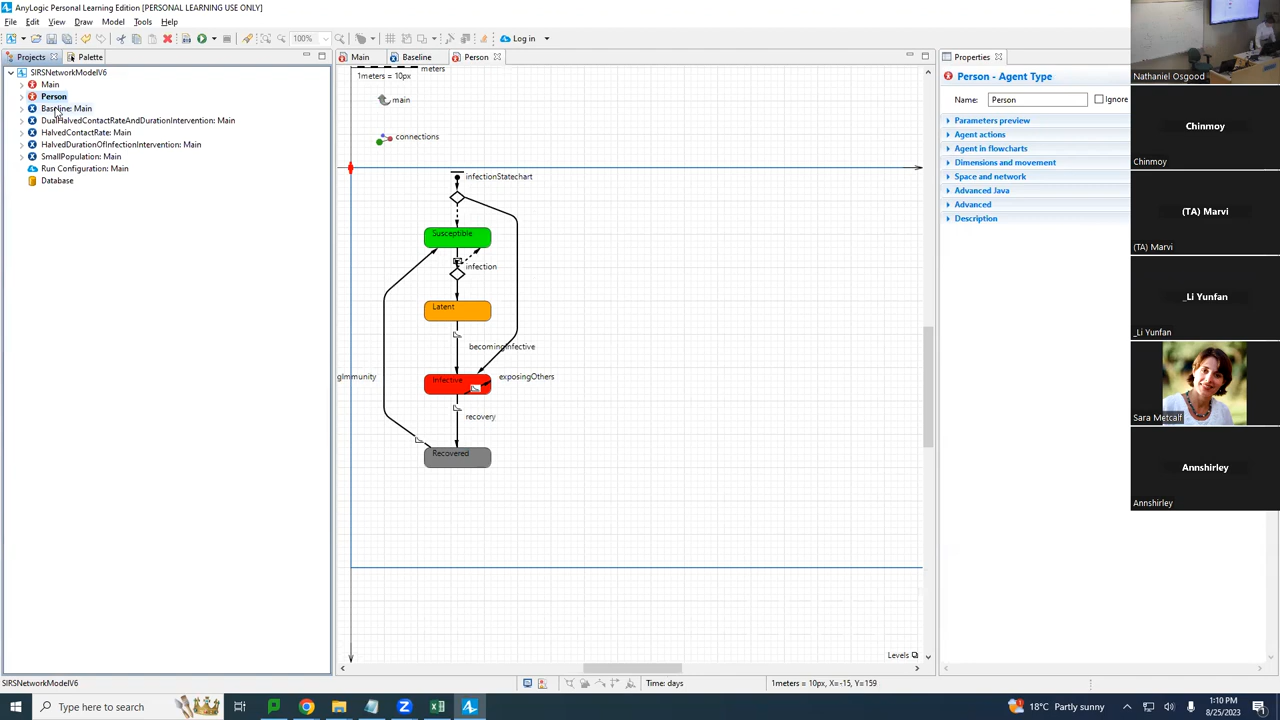 AnyLogic Personal Learning Edition [PERSONAL LEARNING USE ONLY]
File Edit View Draw Model Tools Help
100%
Log in
Projects
Palette
Main
Baseline
Person
Properties
SIRSNetworkModelV6
Main
Person
Baseline: Main
DualHalvedContactRateAndDurationIntervention: Main
HalvedContactRate: Main
HalvedDurationOfInfectionIntervention: Main
SmallPopulation: Main
Run Configuration: Main
Database
meters
1meters = 10px
main
connections
infectionStatechart
Susceptible
infection
Latent
becomingInfective
gImmunity
Infective
exposingOthers
recovery
Recovered
Levels
Person - Agent Type
Name: Person Ignore
Parameters preview
Agent actions
Agent in flowcharts
Dimensions and movement
Space and network
Advanced Java
Advanced
Description
Nathaniel Osgood
Chinmoy
Chinmoy
(TA) Marvi
(TA) Marvi
_Li Yunfan
_Li Yunfan
Sara Metcalf
Annshirley
Annshirley
SIRSNetworkModelV6
Time: days
1meters = 10px, X=-15, Y=159
Type here to search
18°C Partly sunny
1:10 PM
8/25/2023
1